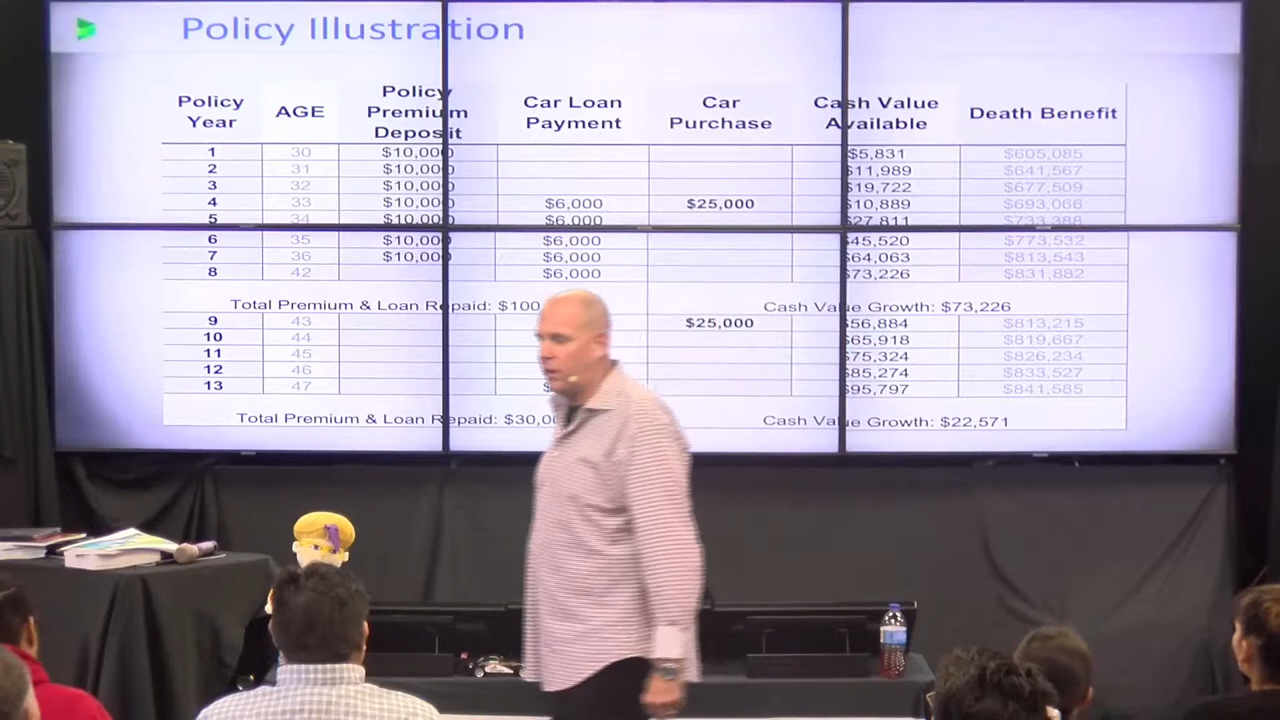 Policy Illustration
Policy Year AGE Policy Premium Deposit Car Loan Payment Car Purchase Cash Value Available Death Benefit
1 30 $10,000 $5,831 $605,085
2 31 $10,000 $11,989 $641,567
3 32 $10,000 $19,722 $677,509
4 33 $10,000 $6,000 $25,000 $10,889 $693,066
5 34 $10,000 $6,000 $27,811 $733,388
6 35 $10,000 $6,000 $45,520 $773,532
7 36 $10,000 $6,000 $64,063 $813,543
8 42 $6,000 $73,226 $831,882
Total Premium & Loan Repaid: $100 Cash Value Growth: $73,226
9 43 $25,000 $56,884 $813,215
10 44 $65,918 $819,667
11 45 $75,324 $826,234
12 46 $85,274 $833,527
13 47 $95,797 $841,585
Total Premium & Loan Repaid: $30,0 Cash Value Growth: $22,571